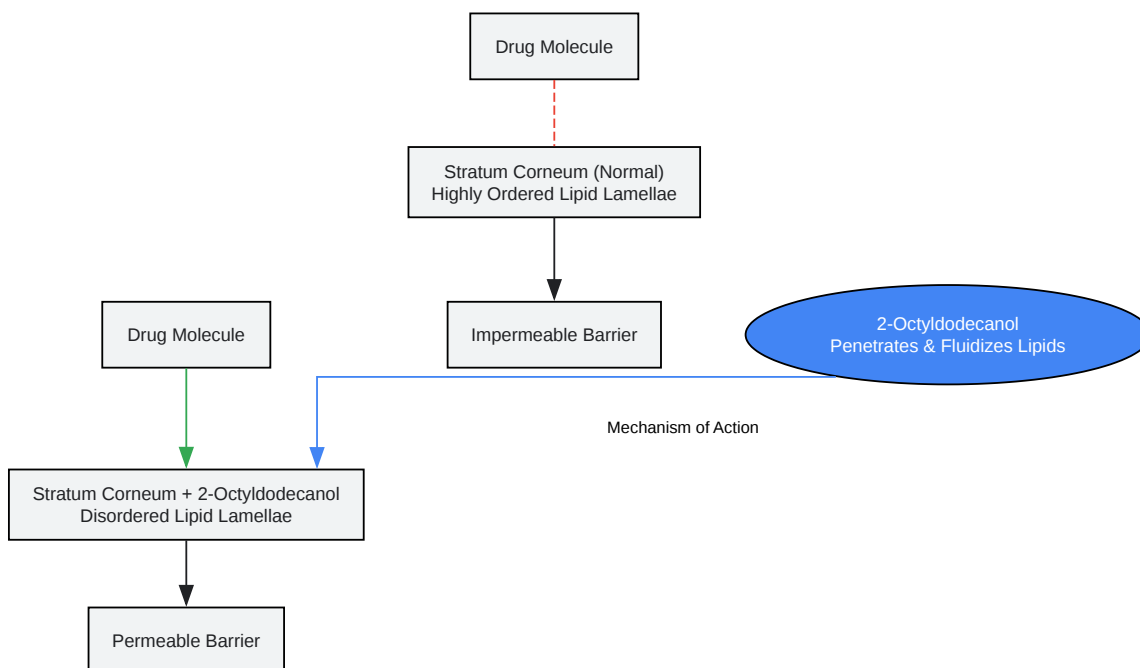 Drug Molecule
Stratum Corneum (Normal)
Highly Ordered Lipid Lamellae
Drug Molecule
Impermeable Barrier
2-Octyldodecanol
Penetrates & Fluidizes Lipids
Mechanism of Action
Stratum Corneum + 2-Octyldodecanol
Disordered Lipid Lamellae
Permeable Barrier